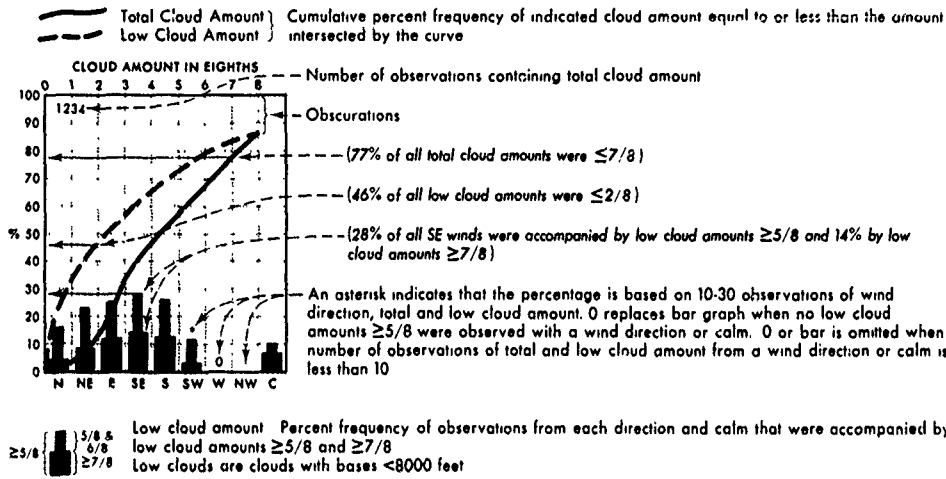 Total Cloud Amount
Low Cloud Amount
Cumulative percent frequency of indicated cloud amount equal to or less than the amount
intersected by the curve
CLOUD AMOUNT IN EIGHTHS
0 1 2 3 4 5 6 7 8
Number of observations containing total cloud amount
100
90
80
70
60
50
40
30
20
10
0
%
1234
Obscurations
(77% of all total cloud amounts were ≤7/8)
(46% of all low cloud amounts were ≤2/8)
(28% of all SE winds were accompanied by low cloud amounts ≥5/8 and 14% by low
cloud amounts ≥7/8)
An asterisk indicates that the percentage is based on 10-30 observations of wind
direction, total and low cloud amount. 0 replaces bar graph when no low cloud
amounts ≥5/8 were observed with a wind direction or calm. 0 or bar is omitted when
number of observations of total and low cloud amount from a wind direction or calm is
less than 10
*
0
N NE E SE S SW W NW C
≥5/8
5/8 &
6/8
≥7/8
Low cloud amount Percent frequency of observations from each direction and calm that were accompanied by
low cloud amounts ≥5/8 and ≥7/8
Low clouds are clouds with bases <8000 feet